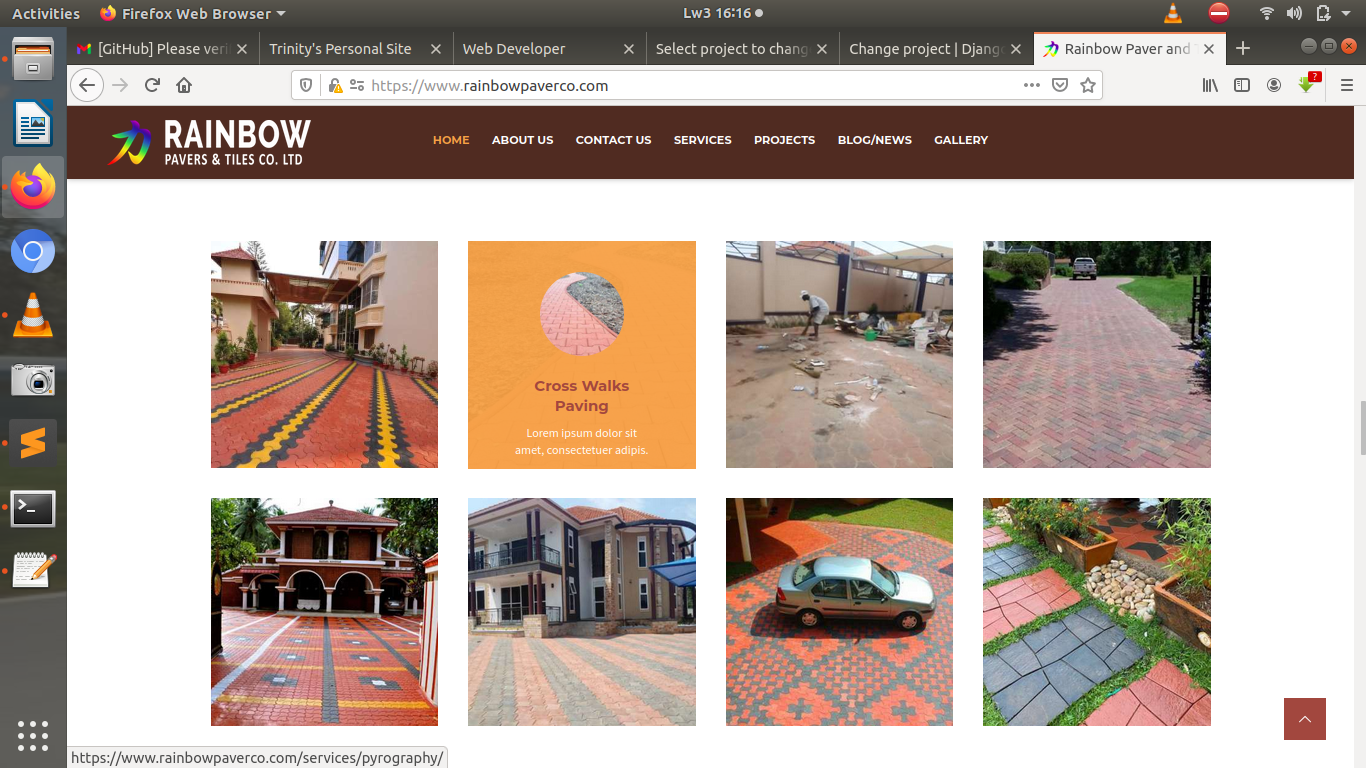 Activities
Firefox Web Browser
Lw3 16:16
[GitHub] Please veri
Trinity's Personal Site
Web Developer
Select project to chang
Change project | Djang
Rainbow Paver and T
https://www.rainbowpaverco.com
?
RAINBOW
PAVERS & TILES CO. LTD
HOME
ABOUT US
CONTACT US
SERVICES
PROJECTS
BLOG/NEWS
GALLERY
Cross Walks
Paving
Lorem ipsum dolor sit
amet, consectetuer adipis.
https://www.rainbowpaverco.com/services/pyrography/